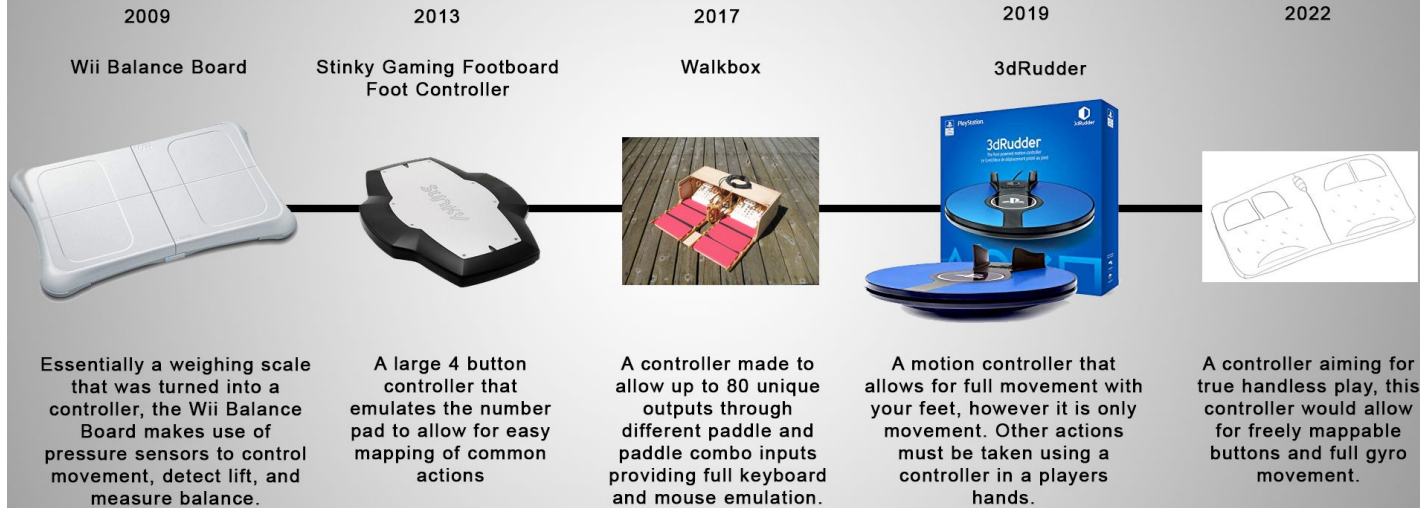 2009
Wii Balance Board
Essentially a weighing scale
that was turned into a
controller, the Wii Balance
Board makes use of
pressure sensors to control
movement, detect lift, and
measure balance.
2013
Stinky Gaming Footboard
Foot Controller
STINKY
A large 4 button
controller that
emulates the number
pad to allow for easy
mapping of common
actions
2017
Walkbox
A controller made to
allow up to 80 unique
outputs through
different paddle and
paddle combo inputs
providing full keyboard
and mouse emulation.
2019
3dRudder
PlayStation
3dRudder
3dRudder
A motion controller that
allows for full movement with
your feet, however it is only
movement. Other actions
must be taken using a
controller in a players
hands.
2022
A controller aiming for
true handless play, this
controller would allow
for freely mappable
buttons and full gyro
movement.